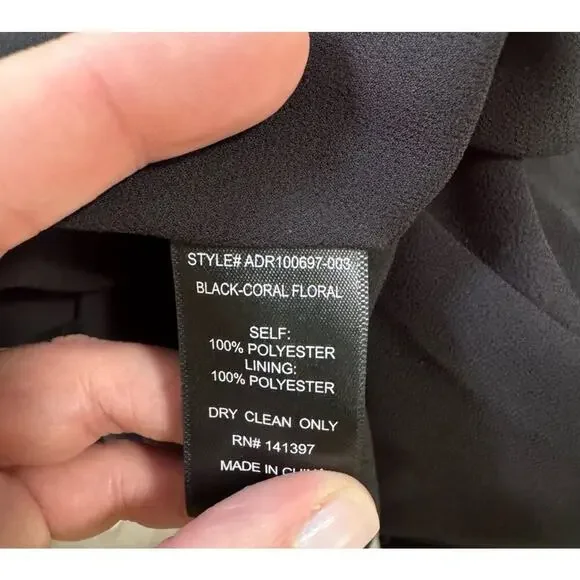 STYLE# ADR100697-003
BLACK-CORAL FLORAL
SELF:
100% POLYESTER
LINING:
100% POLYESTER
DRY CLEAN ONLY
RN# 141397
MADE IN CHINA